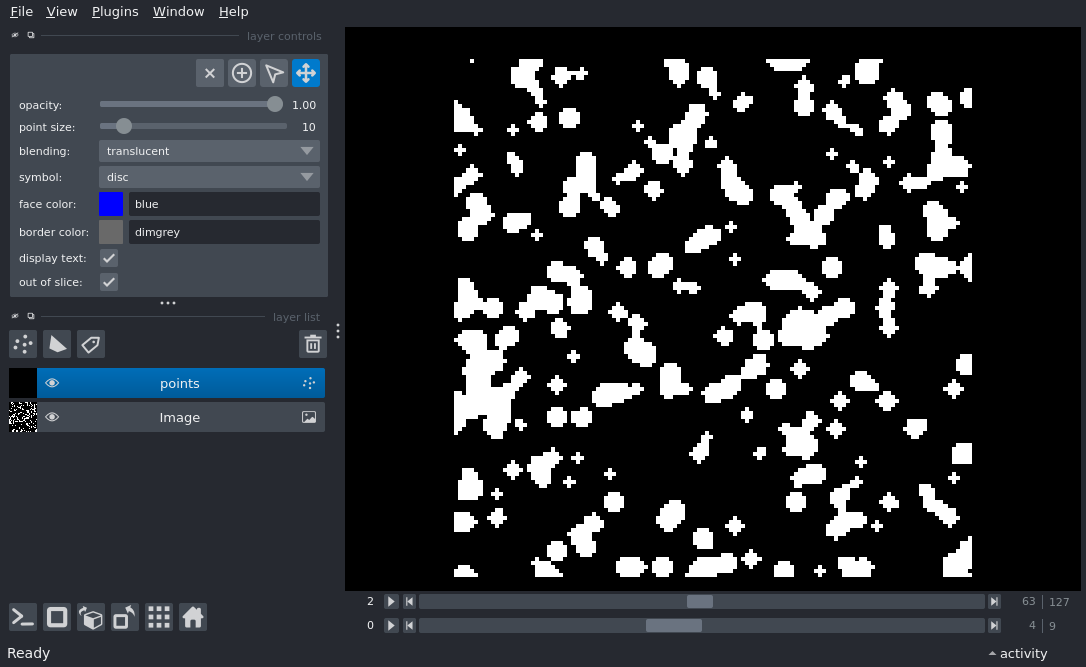 File View Plugins Window Help
layer controls
opacity: 1.00
point size: 10
blending: translucent
symbol: disc
face color: blue
border color: dimgrey
display text:
out of slice:
layer list
points
Image
2 63 127
0 4 9
Ready activity